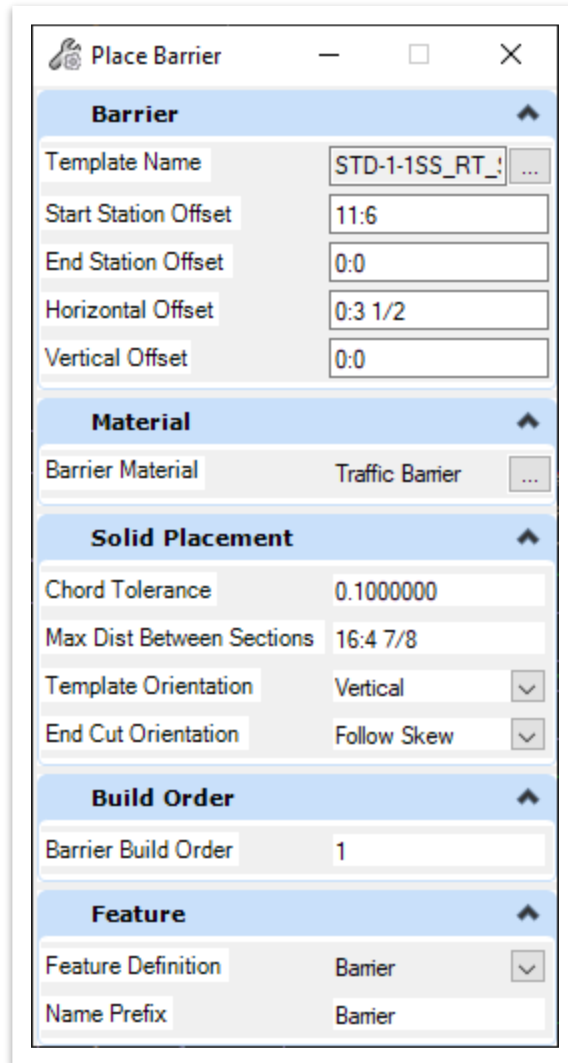 Place Barrier
Barrier
Template Name STD-1-1SS_RT_ ...
Start Station Offset 11:6
End Station Offset 0:0
Horizontal Offset 0:3 1/2
Vertical Offset 0:0
Material
Barrier Material Traffic Barrier ...
Solid Placement
Chord Tolerance 0.1000000
Max Dist Between Sections 16:4 7/8
Template Orientation Vertical
End Cut Orientation Follow Skew
Build Order
Barrier Build Order 1
Feature
Feature Definition Barrier
Name Prefix Barrier